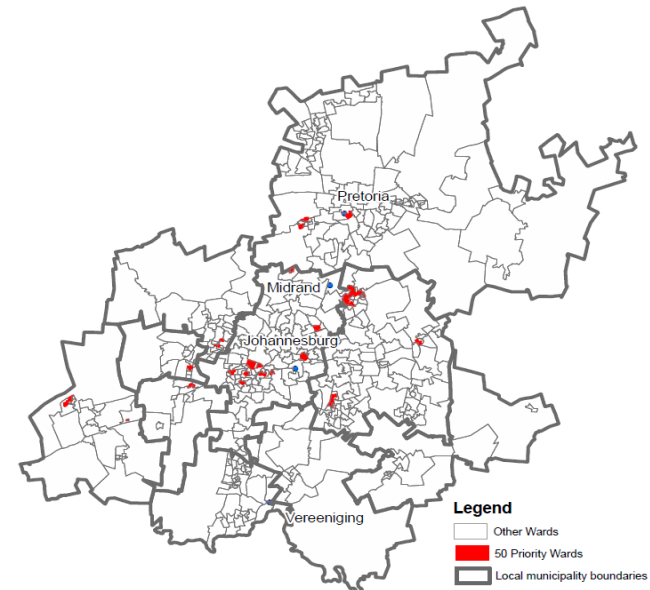 Pretoria
Midrand
Johannesburg
Vereeniging
Legend
Other Wards
50 Priority Wards
Local municipality boundaries